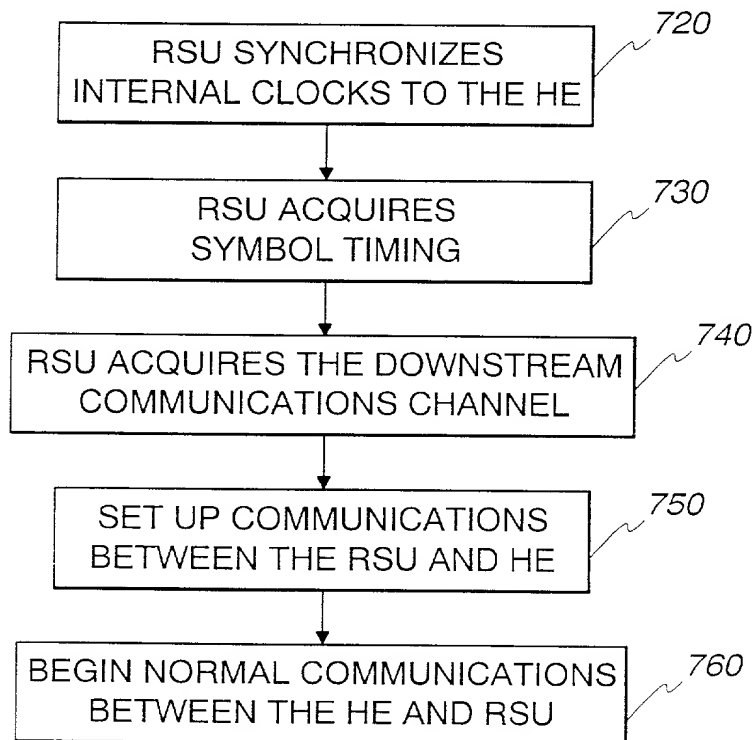 720
RSU SYNCHRONIZES
INTERNAL CLOCKS TO THE HE
730
RSU ACQUIRES
SYMBOL TIMING
740
RSU ACQUIRES THE DOWNSTREAM
COMMUNICATIONS CHANNEL
750
SET UP COMMUNICATIONS
BETWEEN THE RSU AND HE
760
BEGIN NORMAL COMMUNICATIONS
BETWEEN THE HE AND RSU